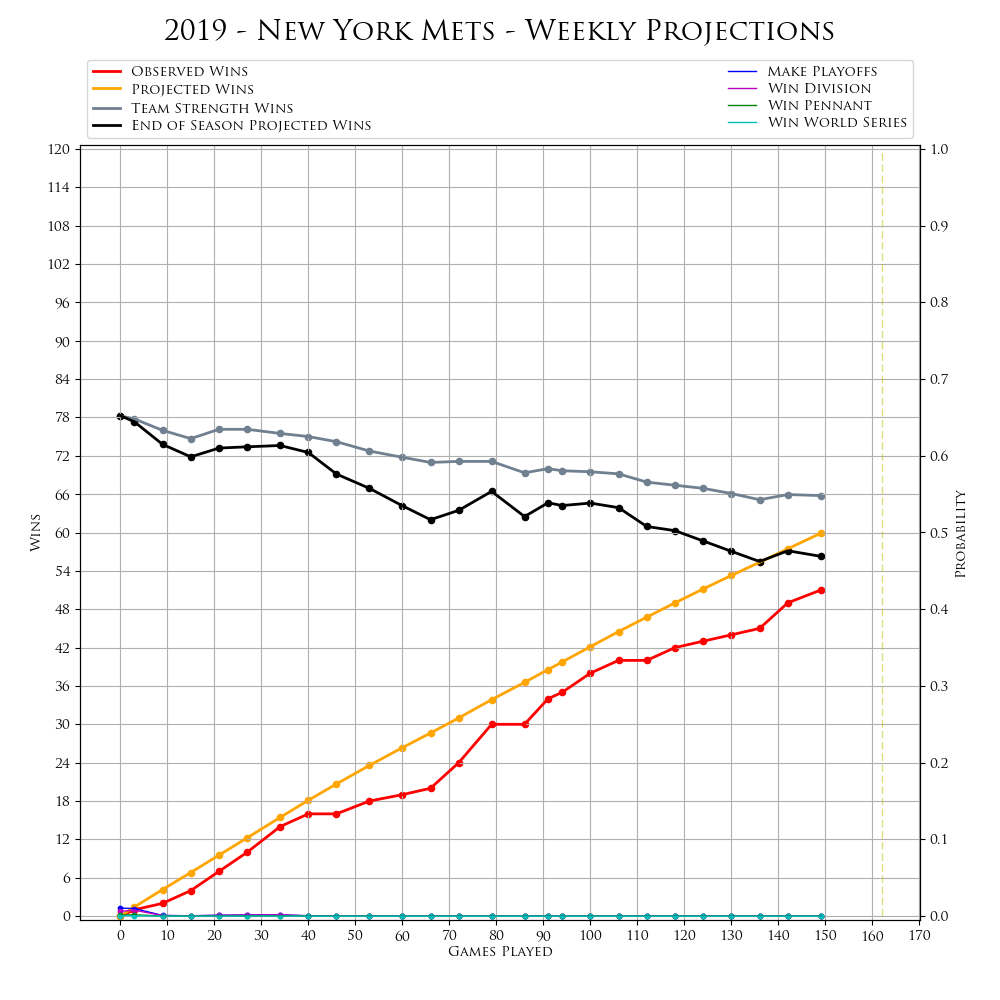 2019 - New York Mets - Weekly Projections
Observed Wins
Projected Wins
Team Strength Wins
End of Season Projected Wins
Make Playoffs
Win Division
Win Pennant
Win World Series
120
114
108
102
96
90
84
78
72
66
60
54
48
42
36
30
24
18
12
6
0
Wins
1.0
0.9
0.8
0.7
0.6
0.5
0.4
0.3
0.2
0.1
0.0
Probability
0 10 20 30 40 50 60 70 80 90 100 110 120 130 140 150 160 170
Games Played